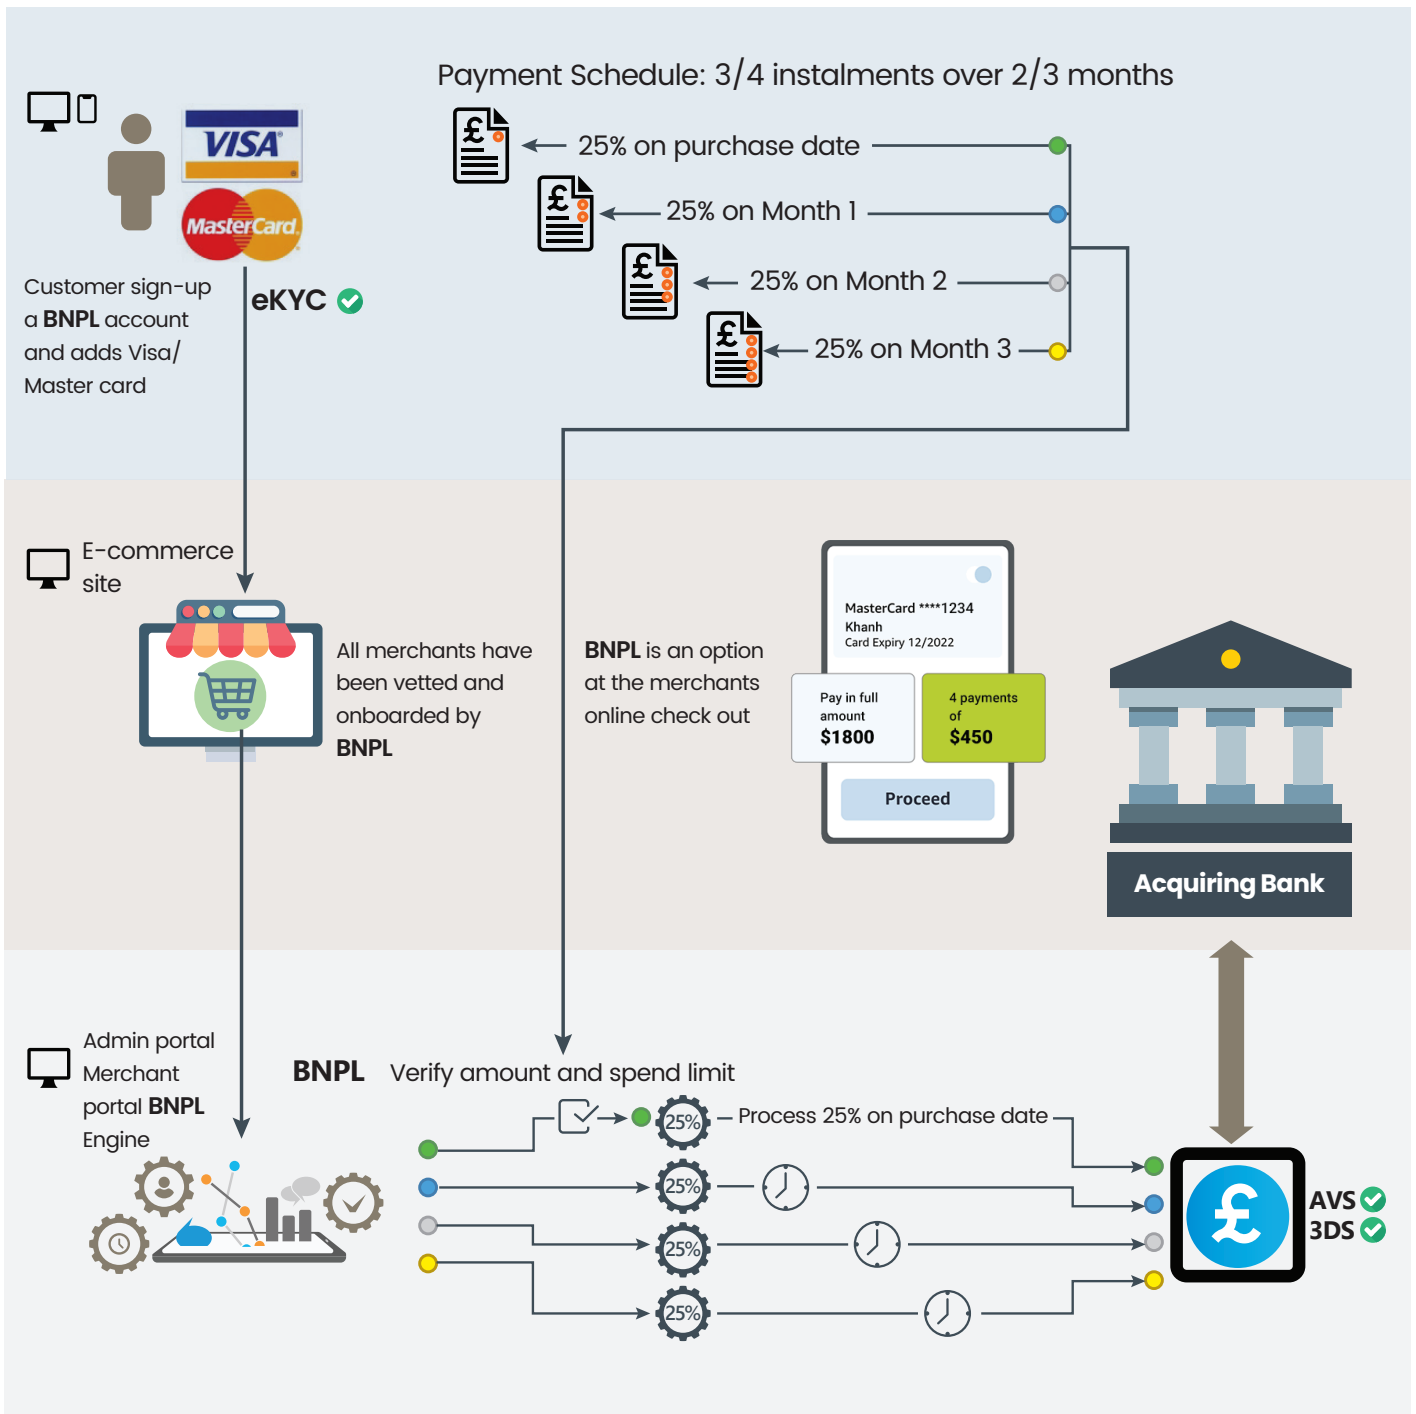 Payment Schedule: 3/4 instalments over 2/3 months
VISA
MasterCard
£
25% on purchase date
£
25% on Month 1
£
25% on Month 2
£
25% on Month 3
Customer sign-up
a BNPL account
and adds Visa/
Master card
eKYC
E-commerce
site
All merchants have
been vetted and
onboarded by
BNPL
BNPL is an option
at the merchants
online check out
MasterCard ****1234
Khanh
Card Expiry 12/2022
Pay in full
amount
$1800
4 payments
of
$450
Proceed
Acquiring Bank
Admin portal
Merchant
portal BNPL
Engine
BNPL Verify amount and spend limit
25%
Process 25% on purchase date
25%
25%
25%
£
AVS
3DS